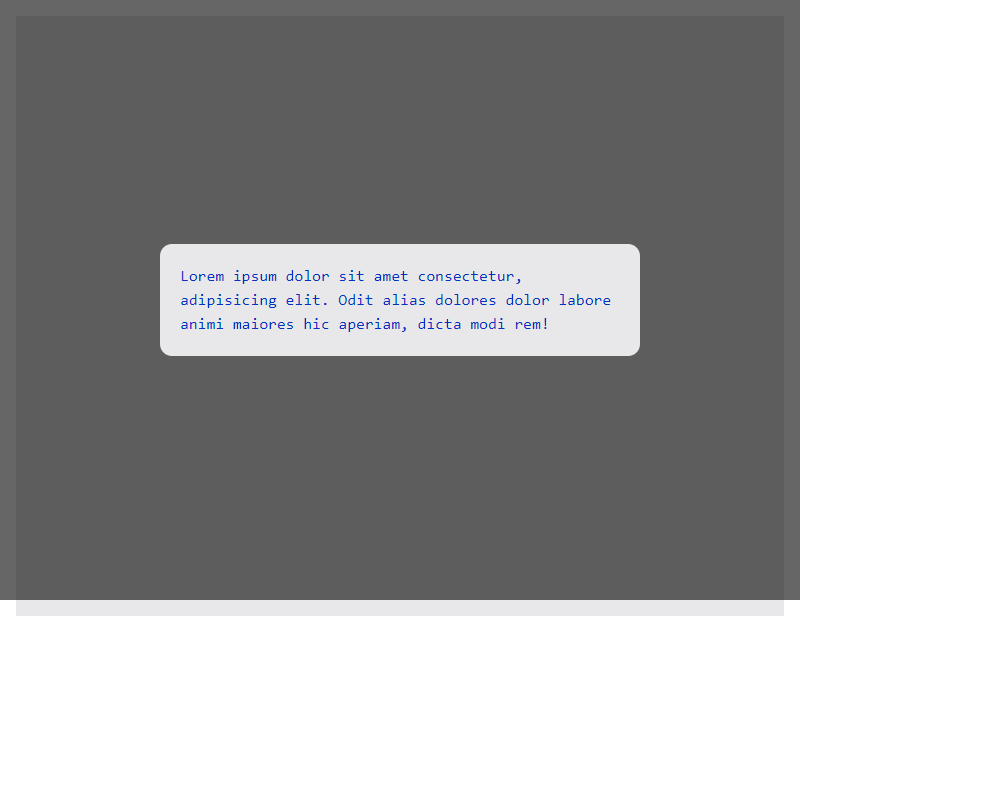 Lorem ipsum dolor sit amet consectetur,
adipisicing elit. Odit alias dolores dolor labore
animi maiores hic aperiam, dicta modi rem!